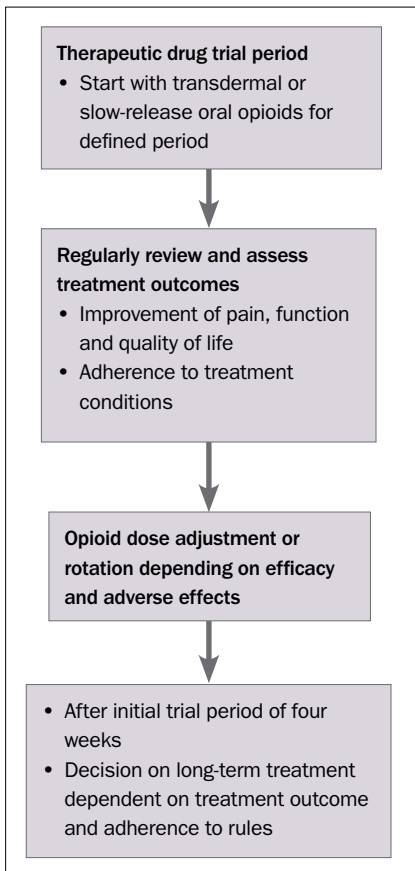 Therapeutic drug trial period
• Start with transdermal or
slow-release oral opioids for
defined period
Regularly review and assess
treatment outcomes
• Improvement of pain, function
and quality of life
• Adherence to treatment
conditions
Opioid dose adjustment or
rotation depending on efficacy
and adverse effects
• After initial trial period of four
weeks
• Decision on long-term treatment
dependent on treatment outcome
and adherence to rules